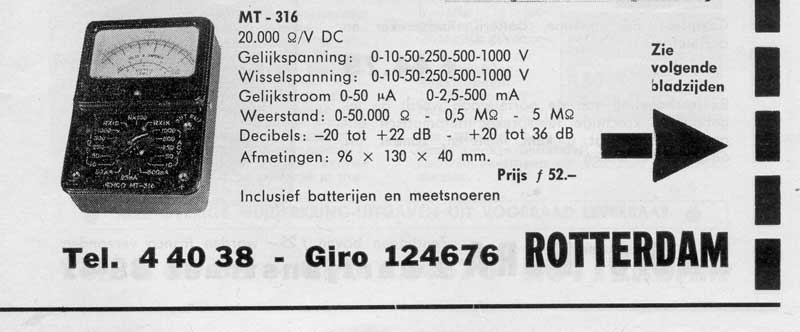 MT - 316
20.000 Ω/V DC
Gelijkspanning: 0-10-50-250-500-1000 V
Wisselspanning: 0-10-50-250-500-1000 V
Gelijkstroom 0-50 µA 0-2,5-500 mA
Weerstand: 0-50.000 Ω - 0,5 MΩ - 5 MΩ
Decibels: –20 tot +22 dB – +20 tot 36 dB
Afmetingen: 96 × 130 × 40 mm.
Prijs ƒ 52.—
Inclusief batterijen en meetsnoeren
Zie
volgende
bladzijden
MT-316
Tel. 4 40 38 - Giro 124676 ROTTERDAM